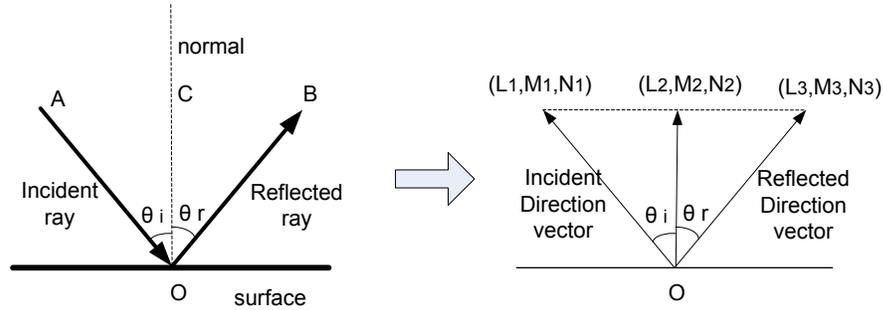 normal
A
C
B
Incident
ray
Reflected
ray
θ i
θ r
O
surface
(L1,M1,N1)
(L2,M2,N2)
(L3,M3,N3)
Incident
Direction
vector
Reflected
Direction
vector
θ i
θ r
O